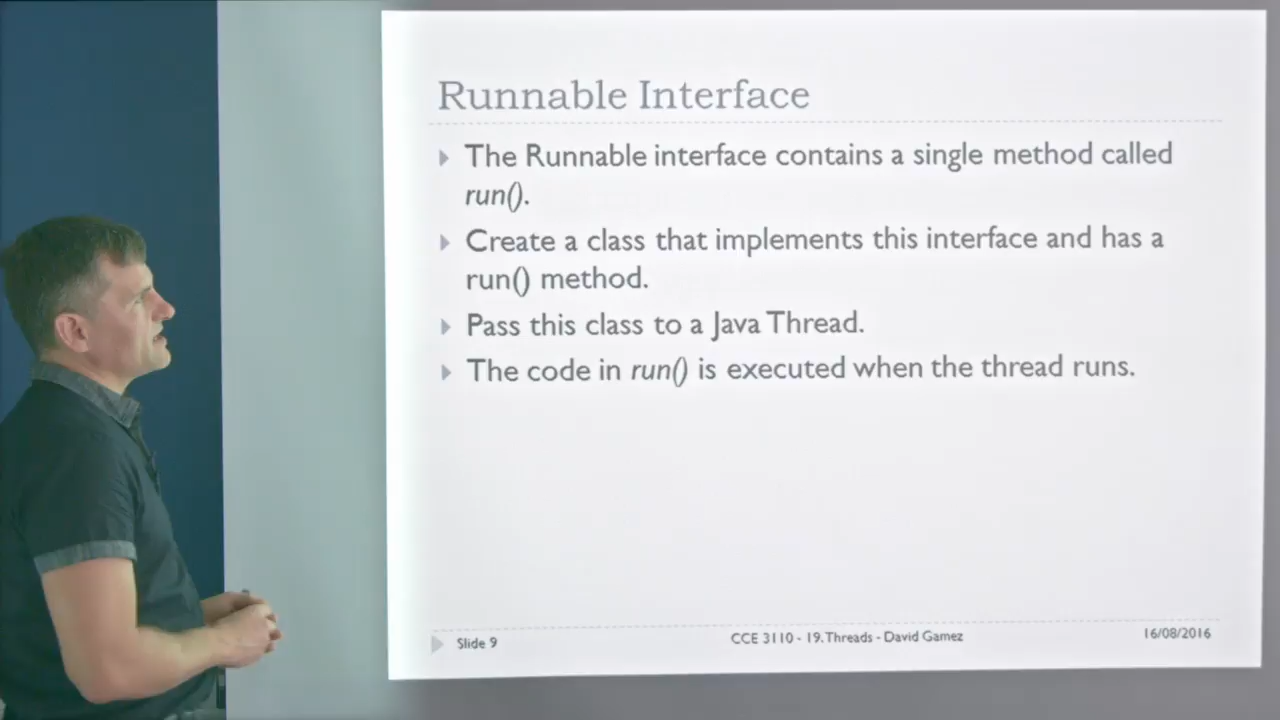 Runnable Interface
The Runnable interface contains a single method called
run().
Create a class that implements this interface and has a
run() method.
Pass this class to a Java Thread.
The code in run() is executed when the thread runs.
Slide 9
CCE 3110 - 19. Threads - David Gamez
16/08/2016